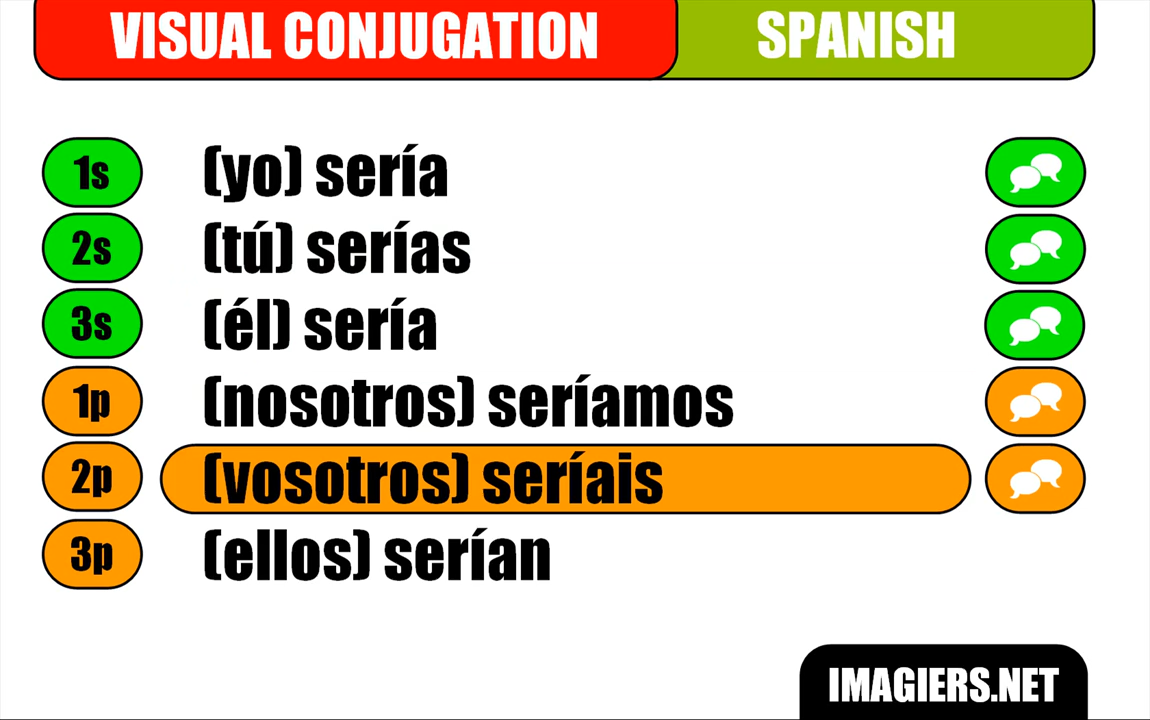 VISUAL CONJUGATION SPANISH
1s (yo) sería
2s (tú) serías
3s (él) sería
1p (nosotros) seríamos
2p (vosotros) seríais
3p (ellos) serían
IMAGIERS.NET